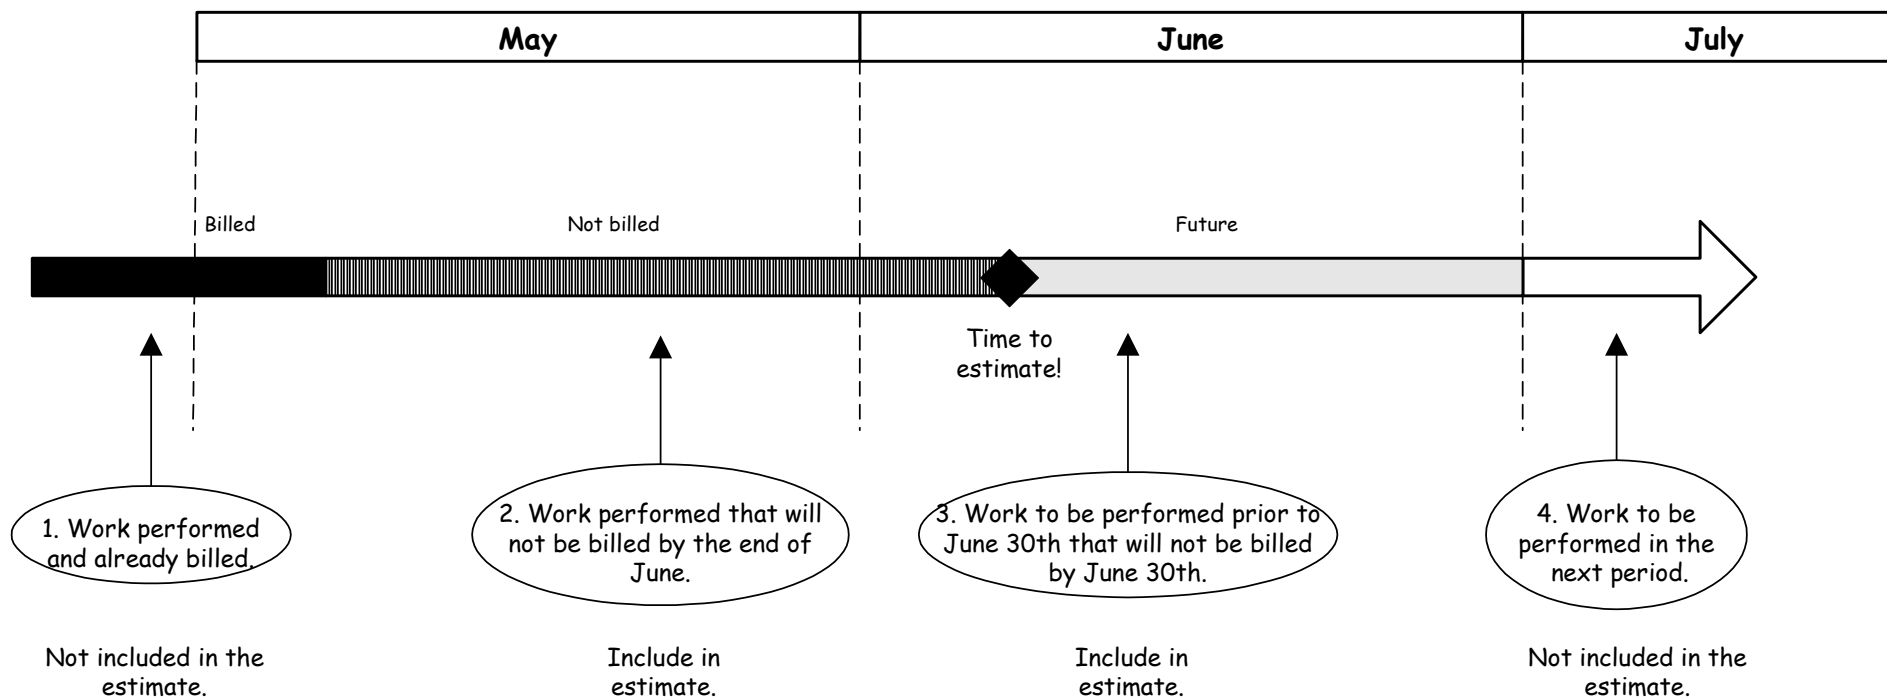 May
June
July
Billed
Not billed
Future
Time to
estimate!
1. Work performed
and already billed.
2. Work performed that will
not be billed by the end of
June.
3. Work to be performed prior to
June 30th that will not be billed
by June 30th.
4. Work to be
performed in the
next period.
Not included in the
estimate.
Include in
estimate.
Include in
estimate.
Not included in the
estimate.